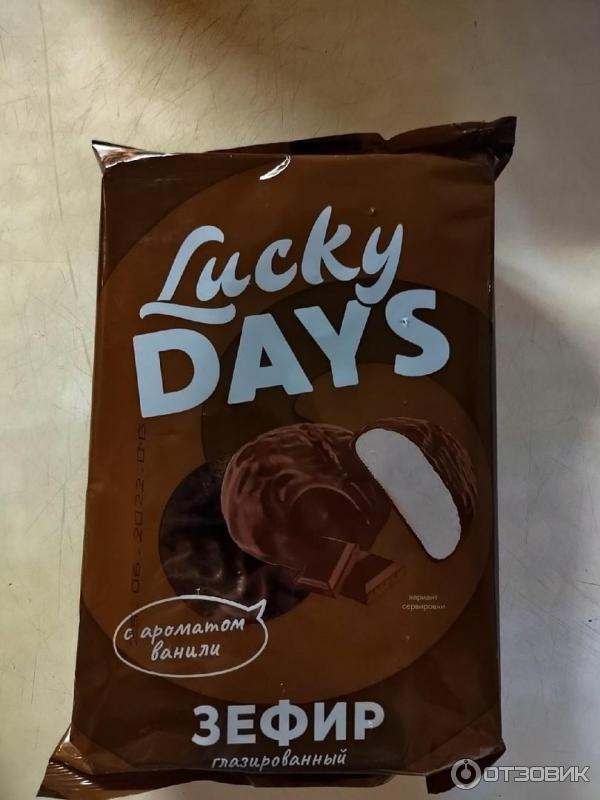 Lucky
DAYS
с ароматом
ванили
вариант
сервировки
ЗЕФИР
глазированный
ОТЗОВИК